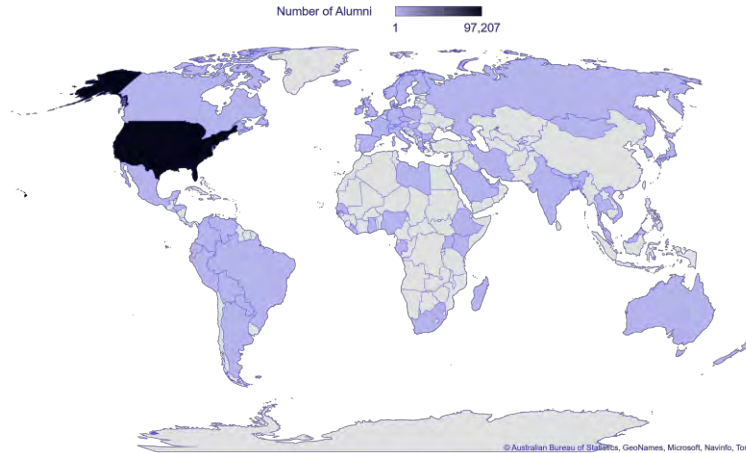 Number of Alumni
1 97,207
© Australian Bureau of Statistics, GeoNames, Microsoft, Navinfo,